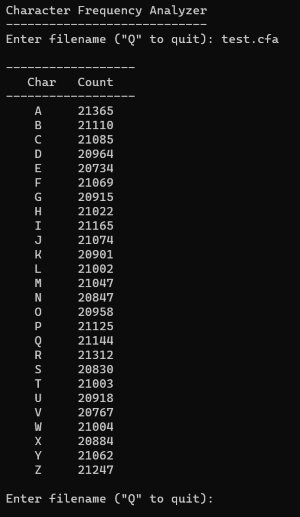 Character Frequency Analyzer
----------------------------
Enter filename ("Q" to quit): test.cfa
------------------
Char Count
------------------
A 21365
B 21110
C 21085
D 20964
E 20734
F 21069
G 20915
H 21022
I 21165
J 21074
K 20901
L 21002
M 21047
N 20847
O 20958
P 21125
Q 21144
R 21312
S 20830
T 21003
U 20918
V 20767
W 21004
X 20884
Y 21062
Z 21247
Enter filename ("Q" to quit):